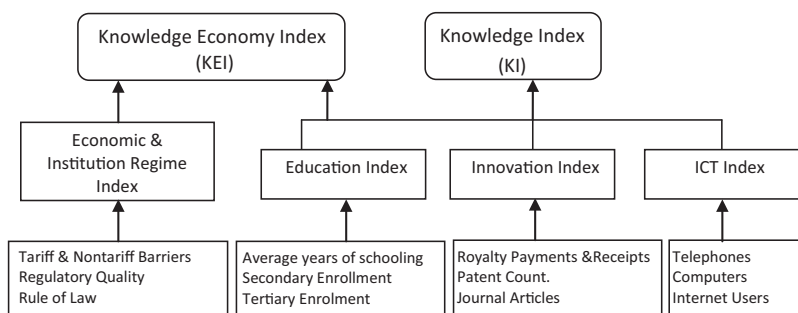 Knowledge Economy Index
(KEI)
Knowledge Index
(KI)
Economic &
Institution Regime
Index
Education Index
Innovation Index
ICT Index
Tariff & Nontariff Barriers
Regulatory Quality
Rule of Law
Average years of schooling
Secondary Enrollment
Tertiary Enrolment
Royalty Payments &Receipts
Patent Count.
Journal Articles
Telephones
Computers
Internet Users